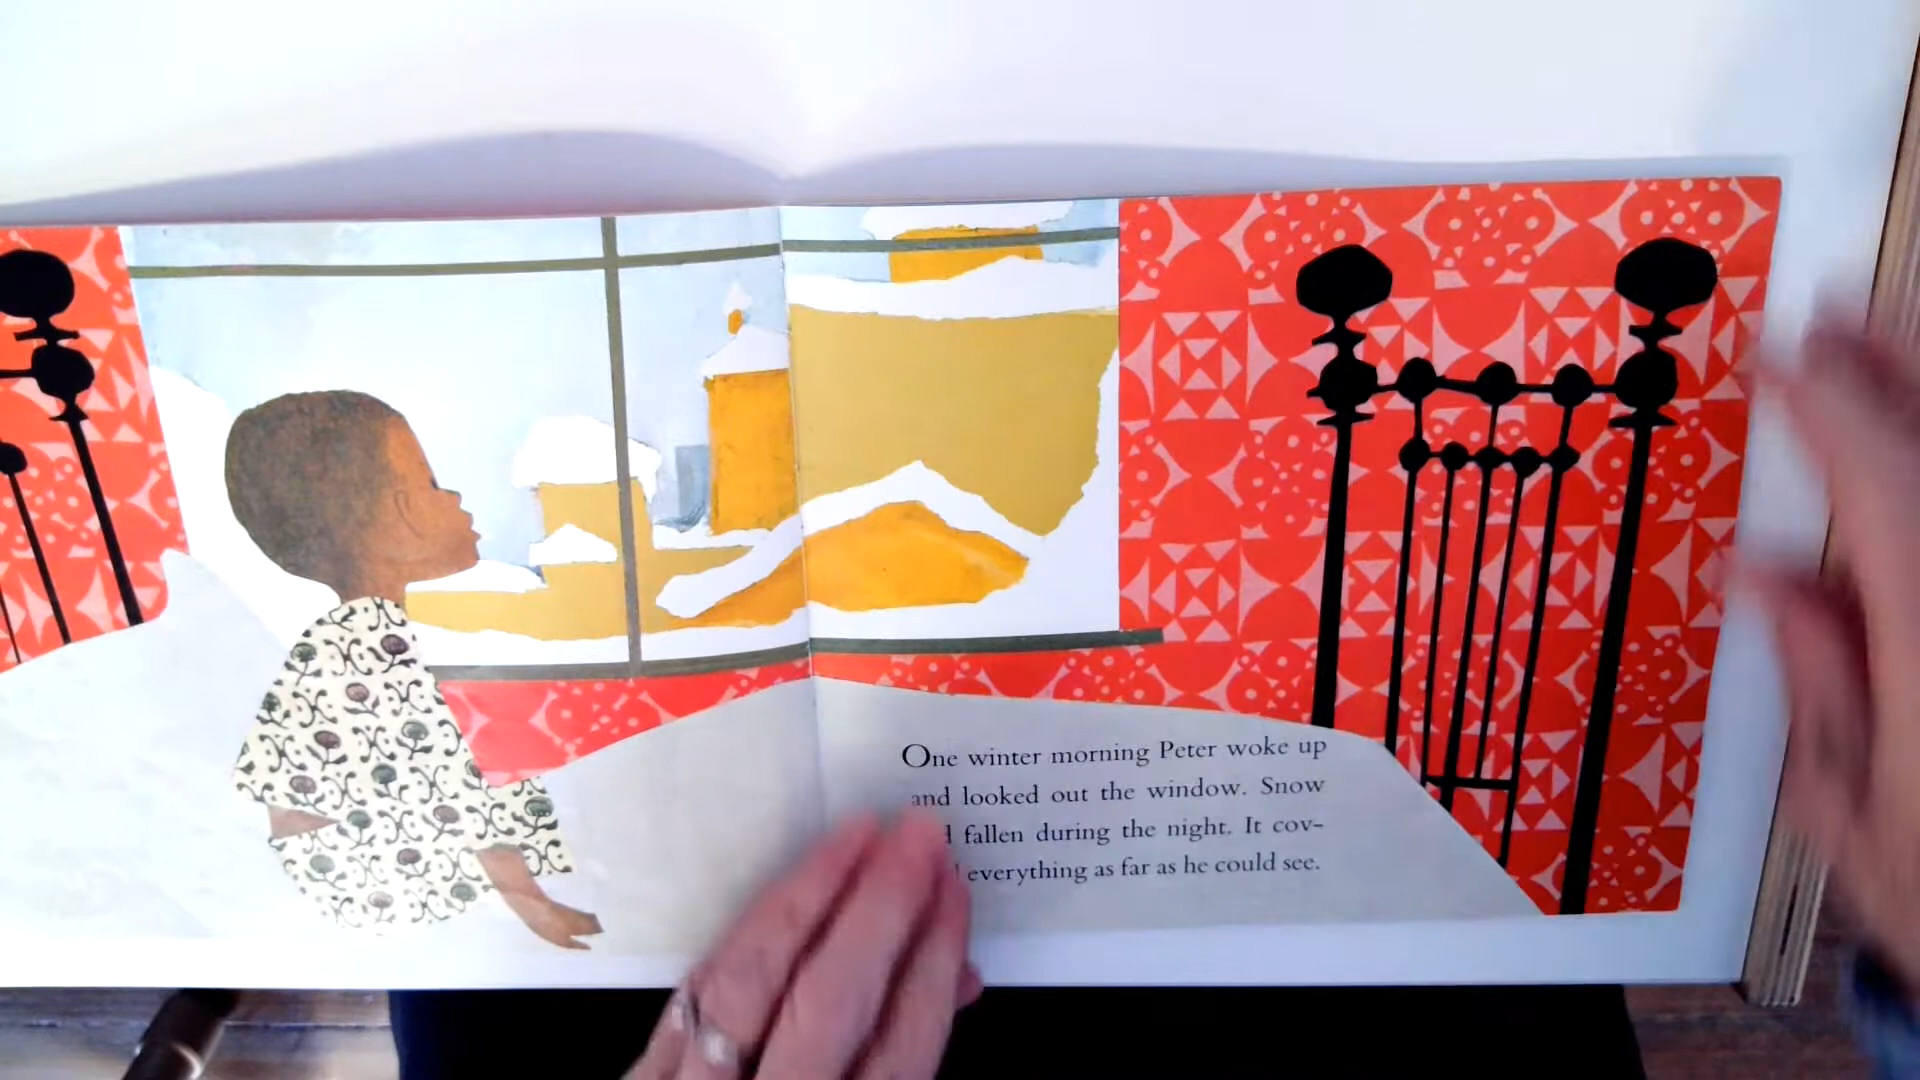 One winter morning Peter woke up
and looked out the window. Snow
fallen during the night. It cov-
everything as far as he could see.